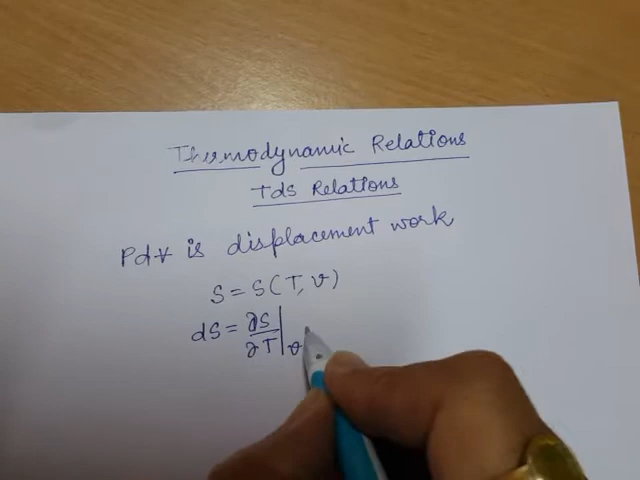 Thermodynamic Relations
Tds Relations
PdV is displacement work
S = S(T, v)
dS = ∂S/∂T|v